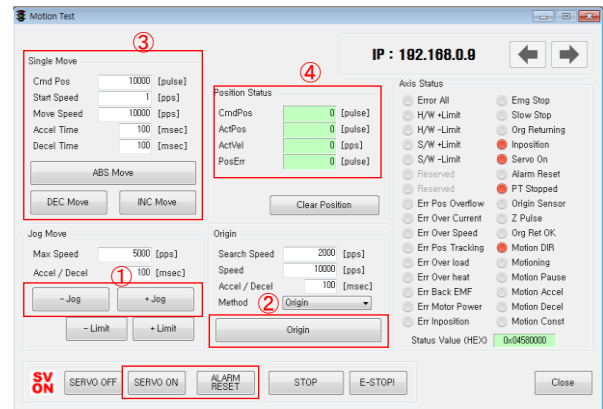 Motion Test
③
IP : 192.168.0.9
Single Move
Cmd Pos 10000 [pulse]
Start Speed 1 [pps]
Move Speed 10000 [pps]
Accel Time 100 [msec]
Decel Time 100 [msec]
ABS Move
DEC Move INC Move
④
Position Status
CmdPos 0 [pulse]
ActPos 0 [pulse]
ActVel 0 [pps]
PosErr 0 [pulse]
Clear Position
Jog Move
Max Speed 5000 [pps]
Accel / Decel 100 [msec]
①
- Jog + Jog
- Limit + Limit
Origin
Search Speed 2000 [pps]
Speed 10000 [pps]
Accel / Decel 100 [msec]
Method Origin
②
Origin
Axis Status
Error All Emg Stop
H/W +Limit Slow Stop
H/W -Limit Org Returning
S/W +Limit Inposition
S/W -Limit Servo On
Reserved Alarm Reset
Reserved PT Stopped
Err Pos Overflow Origin Sensor
Err Over Current Z Pulse
Err Over Speed Org Ret OK
Err Pos Tracking Motion DIR
Err Over load Motioning
Err Over heat Motion Pause
Err Back EMF Motion Accel
Err Motor Power Motion Decel
Err Inposition Motion Const
Status Value (HEX) 0x04580000
SV ON
SERVO OFF SERVO ON ALARM RESET STOP E-STOP! Close